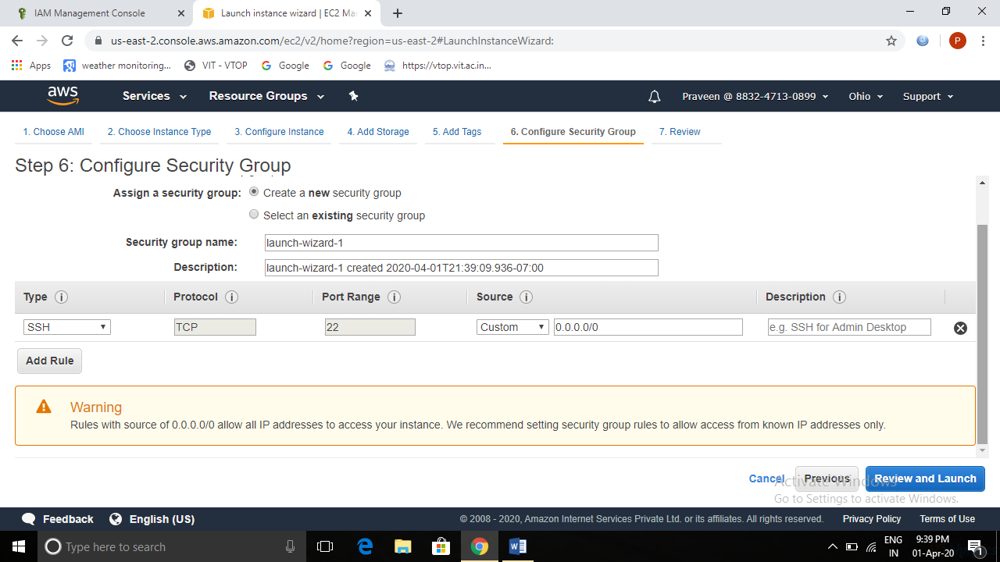 IAM Management Console
Launch instance wizard | EC2 Ma
us-east-2.console.aws.amazon.com/ec2/v2/home?region=us-east-2#LaunchInstanceWizard:
P
Apps
weather monitoring...
VIT - VTOP
Google
Google
https://vtop.vit.ac.in...
aws
Services
Resource Groups
Praveen @ 8832-4713-0899
Ohio
Support
1. Choose AMI
2. Choose Instance Type
3. Configure Instance
4. Add Storage
5. Add Tags
6. Configure Security Group
7. Review
Step 6: Configure Security Group
Assign a security group:
Create a new security group
Select an existing security group
Security group name:
launch-wizard-1
Description:
launch-wizard-1 created 2020-04-01T21:39:09.936-07:00
Type
Protocol
Port Range
Source
Description
SSH
TCP
22
Custom
0.0.0.0/0
e.g. SSH for Admin Desktop
Add Rule
Warning
Rules with source of 0.0.0.0/0 allow all IP addresses to access your instance. We recommend setting security group rules to allow access from known IP addresses only.
Cancel
Previous
Review and Launch
Activate Windows
Go to Settings to activate Windows.
Feedback
English (US)
© 2008 - 2020, Amazon Internet Services Private Ltd. or its affiliates. All rights reserved.
Privacy Policy
Terms of Use
Type here to search
ENG
IN
9:39 PM
01-Apr-20
1